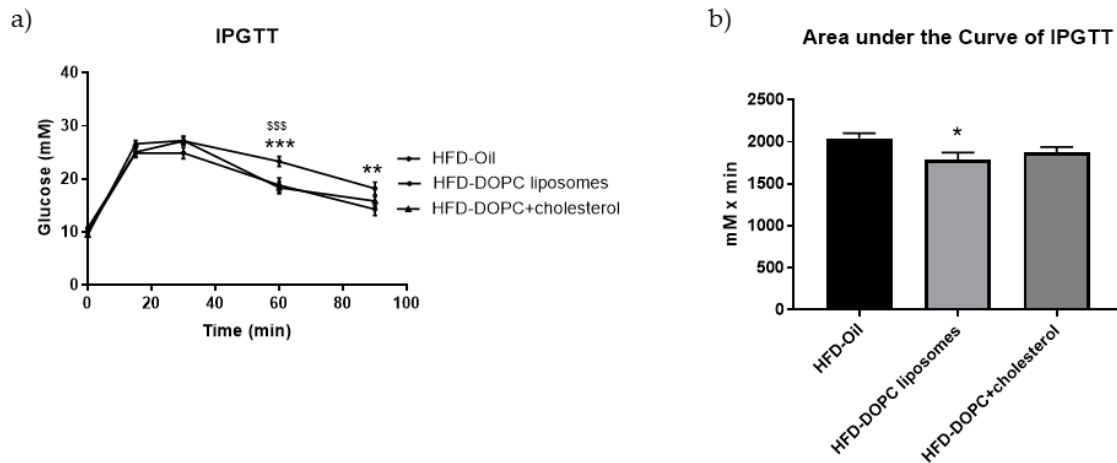 a)
IPGTT
Glucose (mM)
40
30
20
10
0
$$$
***
**
HFD-Oil
HFD-DOPC liposomes
HFD-DOPC+cholesterol
0 20 40 60 80 100
Time (min)
b)
Area under the Curve of IPGTT
mM x min
2500
2000
1500
1000
500
0
*
HFD-Oil
HFD-DOPC liposomes
HFD-DOPC+cholesterol